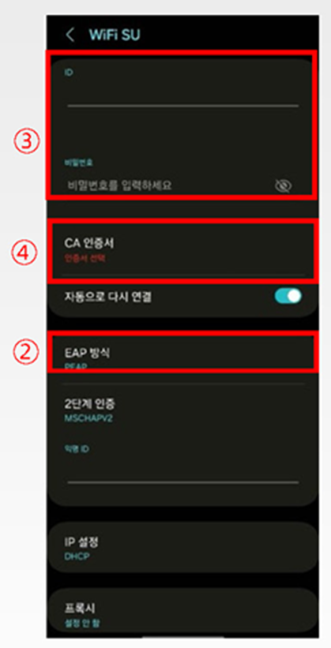 < WiFi SU
ID
③
비밀번호
비밀번호를 입력하세요
④
CA 인증서
인증서 선택
자동으로 다시 연결
②
EAP 방식
PEAP
2단계 인증
MSCHAPV2
익명 ID
IP 설정
DHCP
프록시
설정 안 함